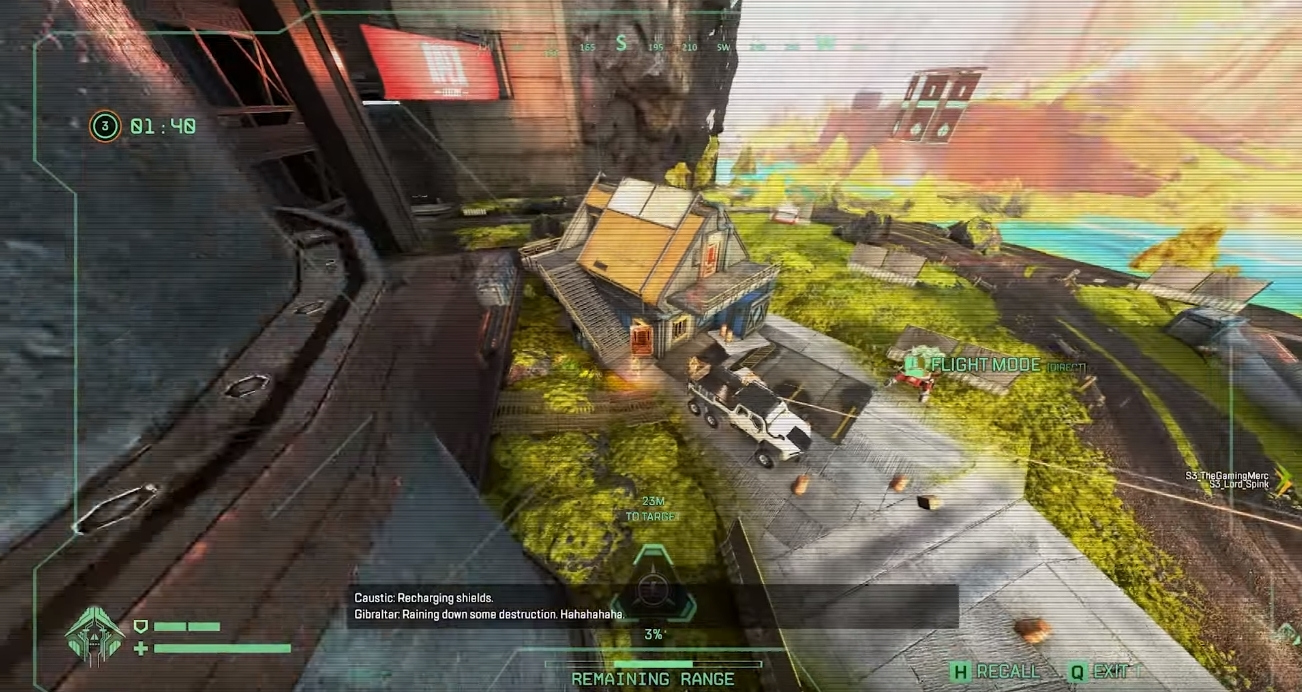 165 S 195 210 SW
APEX
3 01:40
FLIGHT MODE [DIRECT]
S3_TheGamingMerc
S3_Lord_Spink
23M
TO TARGET
Caustic: Recharging shields.
Gibraltar: Raining down some destruction. Hahahahaha.
3%
H RECALL Q EXIT
REMAINING RANGE